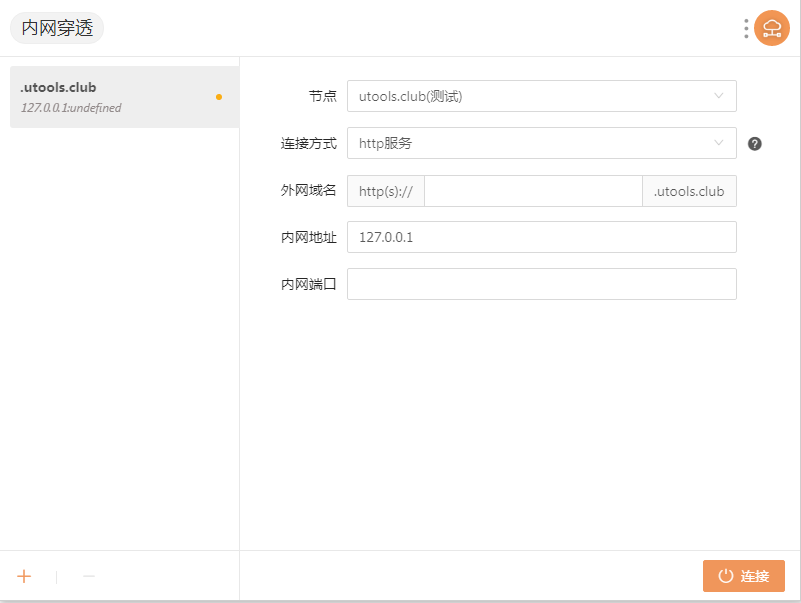 内网穿透
.utools.club
127.0.0.1:undefined
节点 utools.club(测试)
连接方式 http服务 ?
外网域名 http(s):// .utools.club
内网地址 127.0.0.1
内网端口
连接